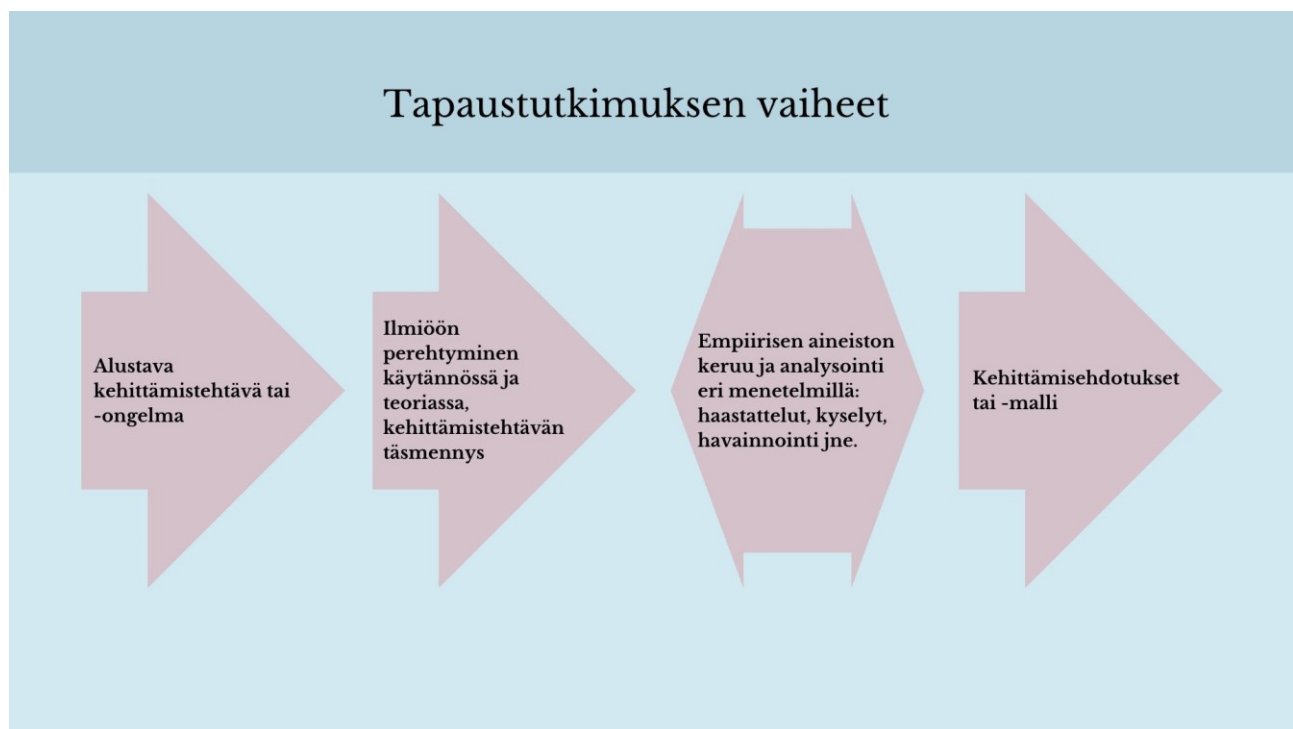 Tapaustutkimuksen vaiheet
Alustava
kehittämistehtävä tai
-ongelma
Ilmiöön
perehtyminen
käytännössä ja
teoriassa,
kehittämistehtävän
täsmennys
Empiirisen aineiston
keruu ja analysointi
eri menetelmillä:
haastattelut, kyselyt,
havainnointi jne.
Kehittämisehdotukset
tai -malli